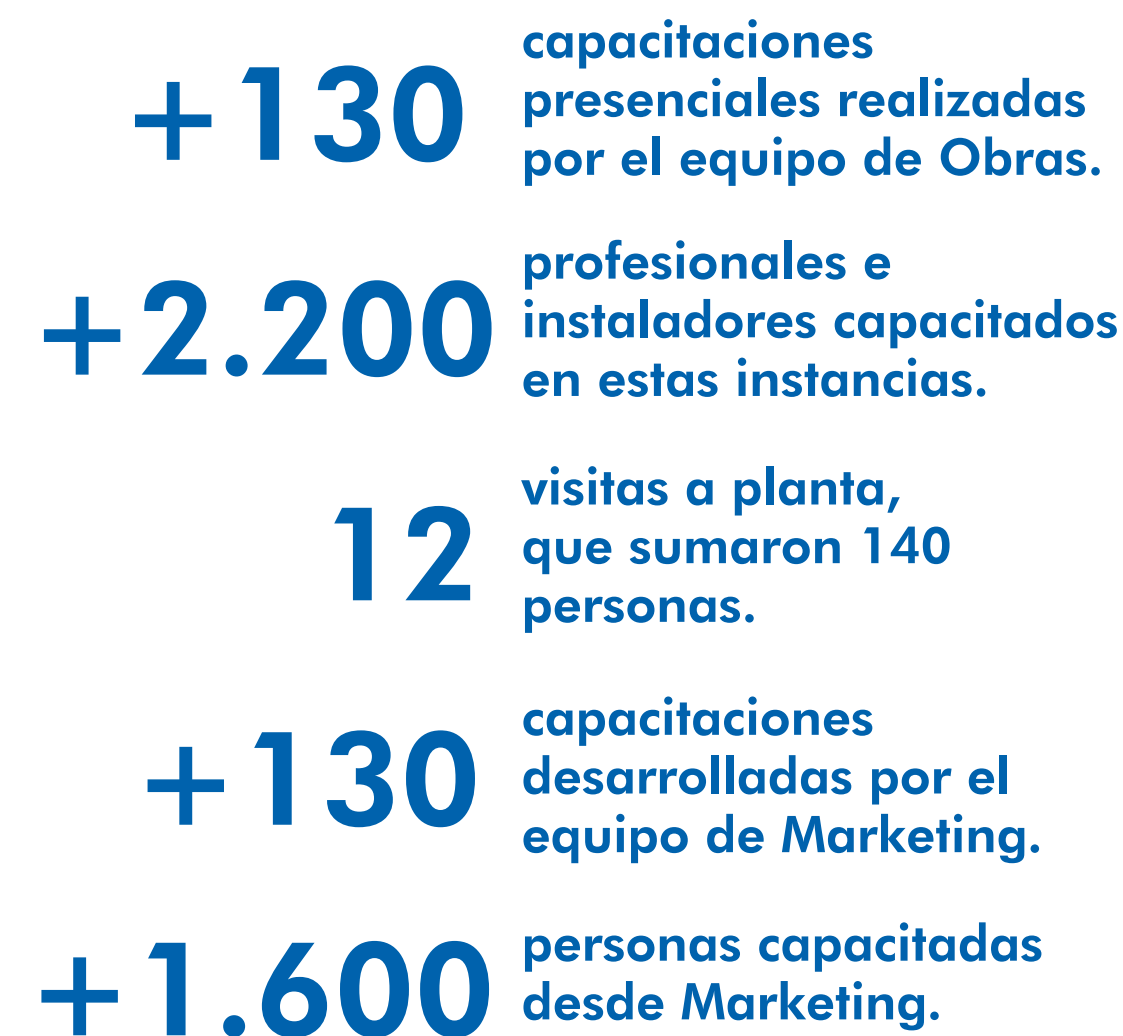 +130
capacitaciones
presenciales realizadas
por el equipo de Obras.
+2.200
profesionales e
instaladores capacitados
en estas instancias.
12
visitas a planta,
que sumaron 140
personas.
+130
capacitaciones
desarrolladas por el
equipo de Marketing.
+1.600
personas capacitadas
desde Marketing.